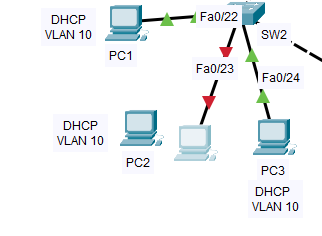 DHCP
VLAN 10
PC1
Fa0/22
SW2
Fa0/23
Fa0/24
DHCP
VLAN 10
PC2
PC3
DHCP
VLAN 10